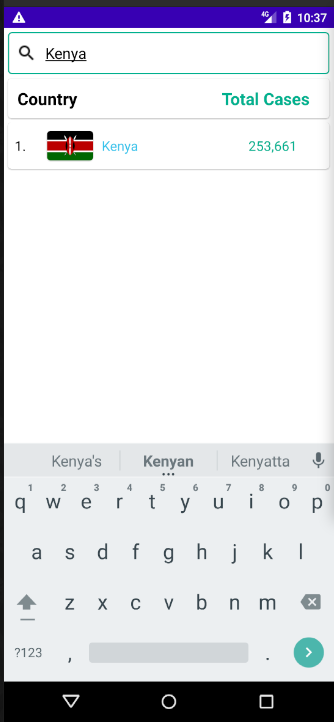 4G 10:37
Kenya
Country Total Cases
1. Kenya 253,661
Kenya's Kenyan Kenyatta
1 2 3 4 5 6 7 8 9 0
q w e r t y u i o p
a s d f g h j k l
z x c v b n m
?123 , .